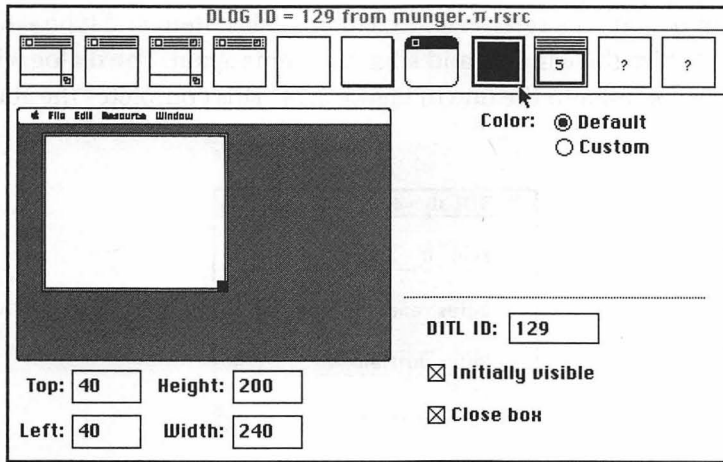 DLOG ID = 129 from munger.π.rsrc
5 ? ?
File Edit Resource Window
Color: Default
Custom
DITL ID: 129
Initially visible
Close box
Top: 40 Height: 200
Left: 40 Width: 240